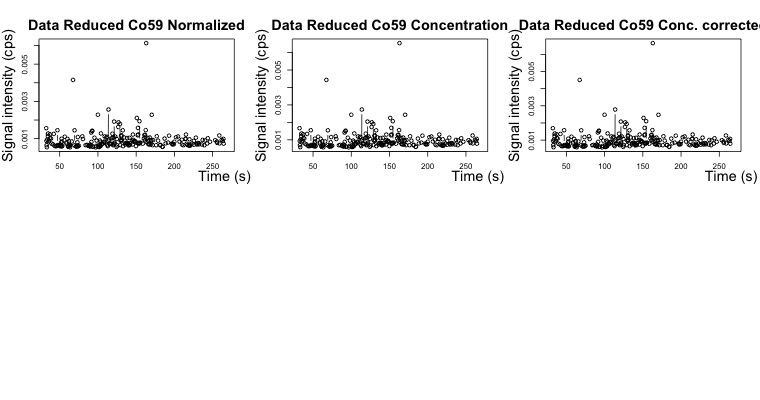 Data Reduced Co59 Normalized
Signal intensity (cps)
0.001 0.003 0.005
50 100 150 200 250
Time (s)
Data Reduced Co59 Concentration
Signal intensity (cps)
0.001 0.003 0.005
50 100 150 200 250
Time (s)
Data Reduced Co59 Conc. corrected
Signal intensity (cps)
0.001 0.003 0.005
50 100 150 200 250
Time (s)